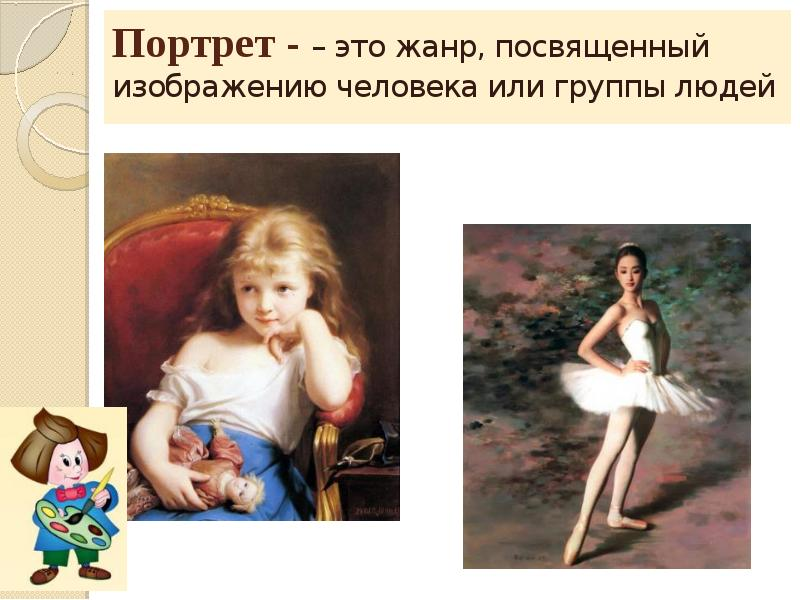 Портрет - – это жанр, посвященный
изображению человека или группы людей